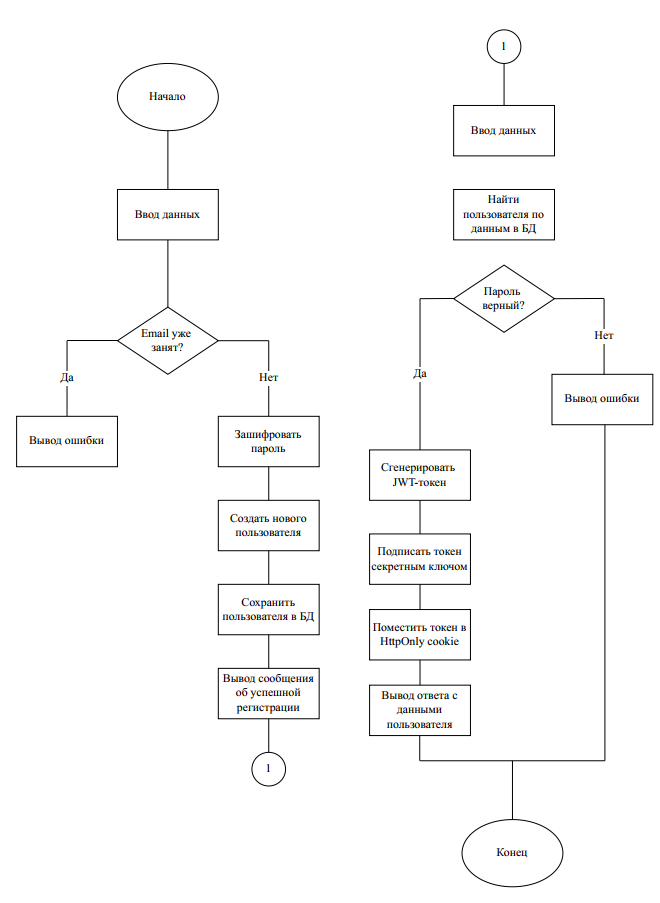 Начало
Ввод данных
Email уже
занят?
Да
Нет
Вывод ошибки
Зашифровать
пароль
Создать нового
пользователя
Сохранить
пользователя в БД
Вывод сообщения
об успешной
регистрации
1
1
Ввод данных
Найти
пользователя по
данным в БД
Пароль
верный?
Нет
Да
Вывод ошибки
Сгенерировать
JWT-токен
Подписать токен
секретным ключом
Поместить токен в
HttpOnly cookie
Вывод ответа с
данными
пользователя
Конец